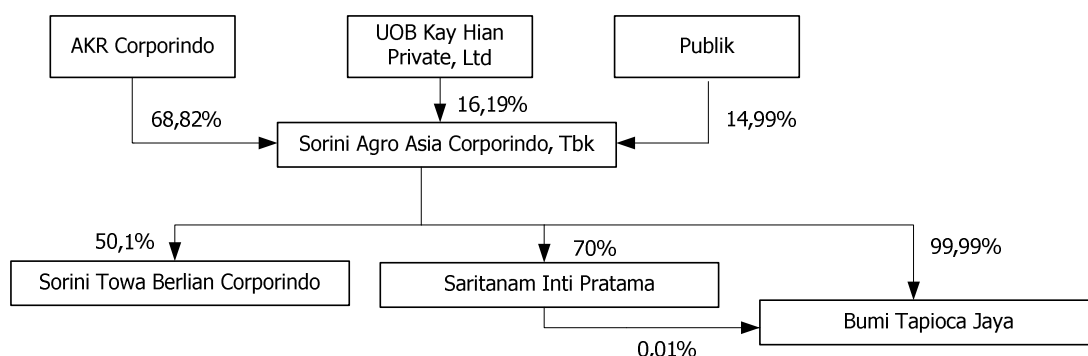 AKR Corporindo
UOB Kay Hian
Private, Ltd
Publik
68,82%
16,19%
14,99%
Sorini Agro Asia Corporindo, Tbk
50,1%
70%
99,99%
Sorini Towa Berlian Corporindo
Saritanam Inti Pratama
Bumi Tapioca Jaya
0,01%